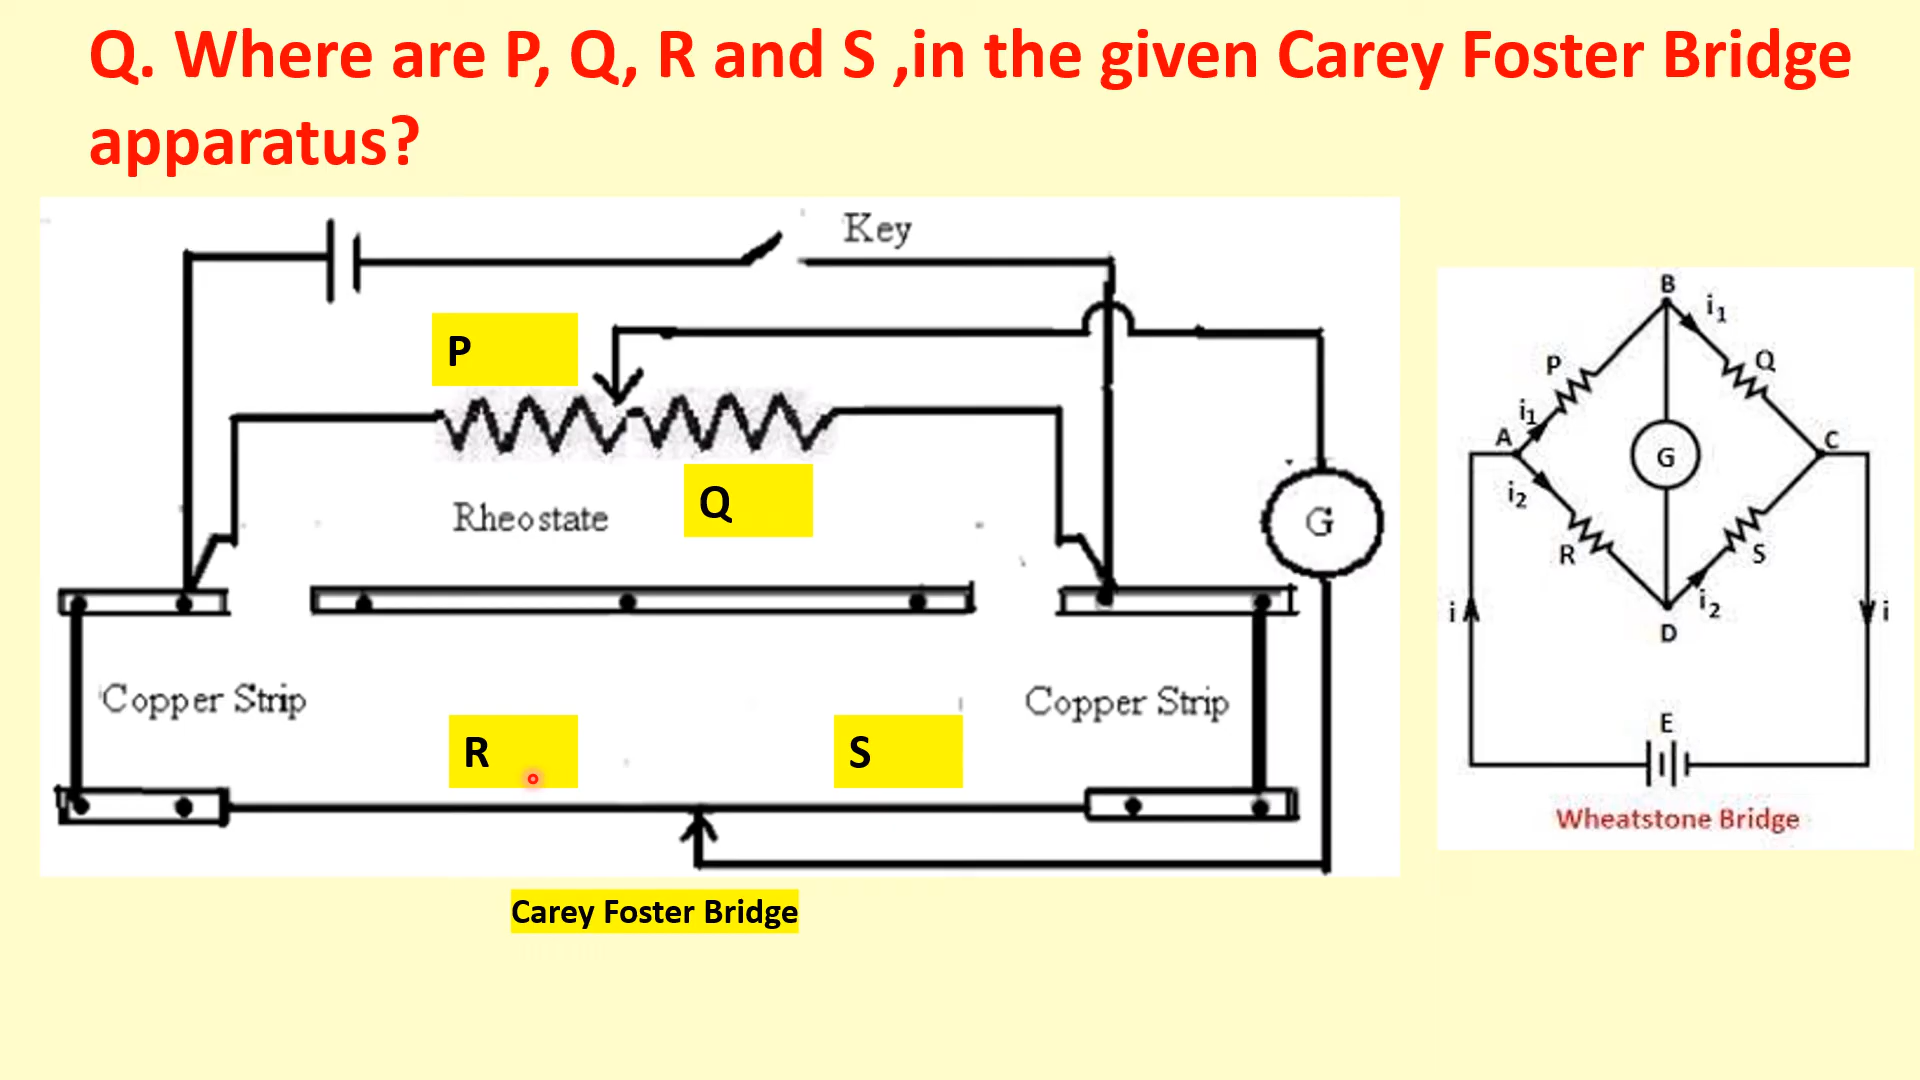 Q. Where are P, Q, R and S ,in the given Carey Foster Bridge
apparatus?
Key
P
Rheostate
Q
G
Copper Strip
Copper Strip
R
S
Carey Foster Bridge
B
i1
P
Q
i1
A
C
G
i2
R
S
i
i2
i
D
E
Wheatstone Bridge